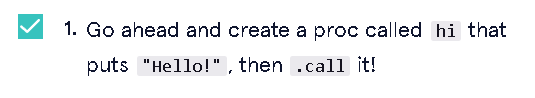 1. Go ahead and create a proc called hi that
puts "Hello!", then .call it!